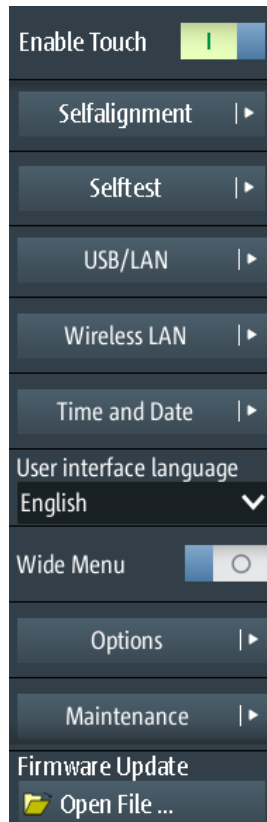 Enable Touch
Selfalignment
Selftest
USB/LAN
Wireless LAN
Time and Date
User interface language
English
Wide Menu
Options
Maintenance
Firmware Update
Open File ...